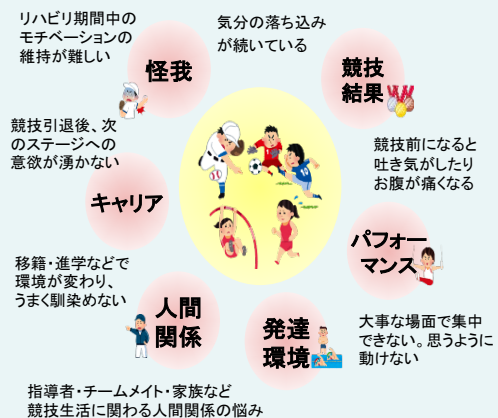 リハビリ期間中の
モチベーションの
維持が難しい
気分の落ち込み
が続いている
怪我
競技
結果
競技引退後、次
のステージへの
意欲が湧かない
競技前になると
吐き気がしたり
お腹が痛くなる
キャリア
パフォー
マンス
移籍・進学などで
環境が変わり、
うまく馴染めない
人間
関係
発達
環境
大事な場面で集中
できない。思うように
動けない
指導者・チームメイト・家族など
競技生活に関わる人間関係の悩み